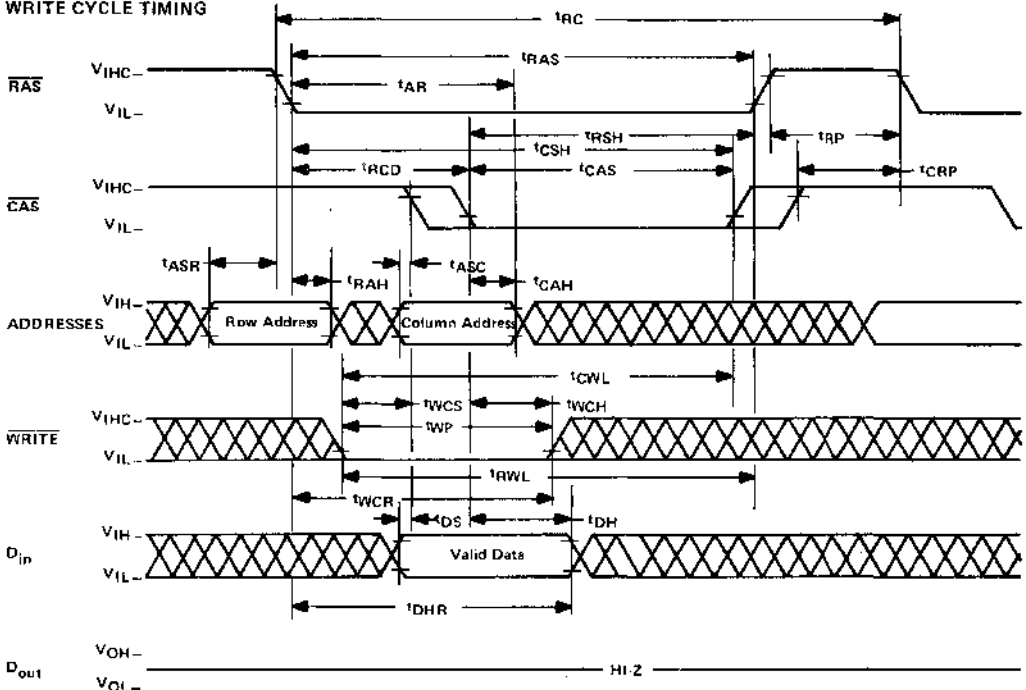 WRITE CYCLE TIMING
tRC
tRAS
RAS
VIHC
tAR
VIL
tRSH
tRP
tCSH
tRCD
tCAS
tCRP
CAS
VIHC
VIL
tASR
tRAH
tASC
tCAH
ADDRESSES
VIH
Row Address
Column Address
VIL
tCWL
tWCS
tWCH
WRITE
VIHC
tWP
VIL
tRWL
tWCR
tDS
tDH
Din
VIH
Valid Data
VIL
tDHR
Dout
VOH
HI-Z
VOL